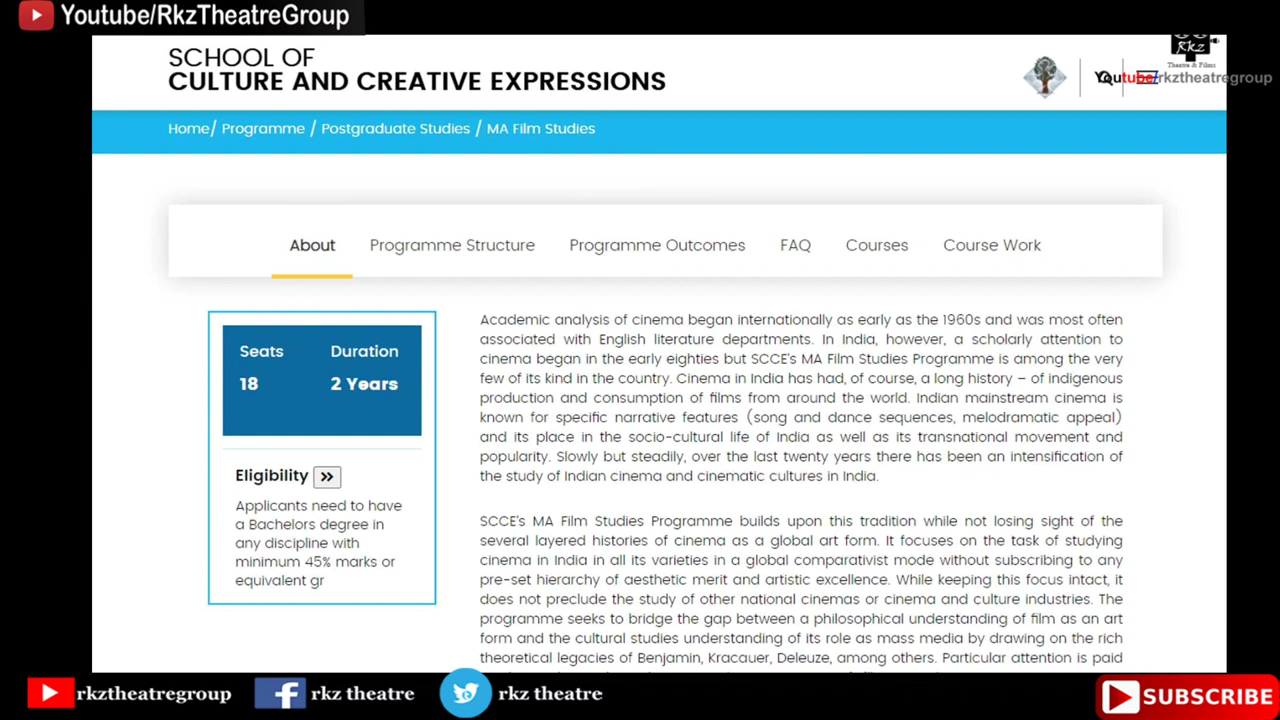 Youtube/RkzTheatreGroup
SCHOOL OF
CULTURE AND CREATIVE EXPRESSIONS
Rkz
Theatre & Films
Youtube/rkztheatregroup
Home/ Programme / Postgraduate Studies / MA Film Studies
About Programme Structure Programme Outcomes FAQ Courses Course Work
Seats Duration
18 2 Years
Eligibility »
Applicants need to have
a Bachelors degree in
any discipline with
minimum 45% marks or
equivalent gr
Academic analysis of cinema began internationally as early as the 1960s and was most often
associated with English literature departments. In India, however, a scholarly attention to
cinema began in the early eighties but SCCE's MA Film Studies Programme is among the very
few of its kind in the country. Cinema in India has had, of course, a long history – of indigenous
production and consumption of films from around the world. Indian mainstream cinema is
known for specific narrative features (song and dance sequences, melodramatic appeal)
and its place in the socio-cultural life of India as well as its transnational movement and
popularity. Slowly but steadily, over the last twenty years there has been an intensification of
the study of Indian cinema and cinematic cultures in India.
SCCE's MA Film Studies Programme builds upon this tradition while not losing sight of the
several layered histories of cinema as a global art form. It focuses on the task of studying
cinema in India in all its varieties in a global comparativist mode without subscribing to any
pre-set hierarchy of aesthetic merit and artistic excellence. While keeping this focus intact, it
does not preclude the study of other national cinemas or cinema and culture industries. The
programme seeks to bridge the gap between a philosophical understanding of film as an art
form and the cultural studies understanding of its role as mass media by drawing on the rich
theoretical legacies of Benjamin, Kracauer, Deleuze, among others. Particular attention is paid
rkztheatregroup rkz theatre rkz theatre
SUBSCRIBE